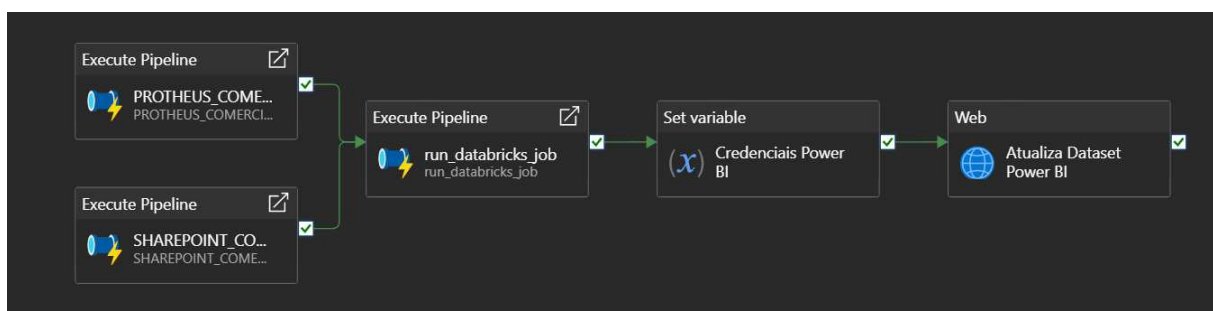 Execute Pipeline
PROTHEUS_COME...
PROTHEUS_COMERCI...
Execute Pipeline
SHAREPOINT_CO...
SHAREPOINT_COME...
Execute Pipeline
run_databricks_job
run_databricks_job
Set variable
(x)
Credenciais Power
BI
Web
Atualiza Dataset
Power BI